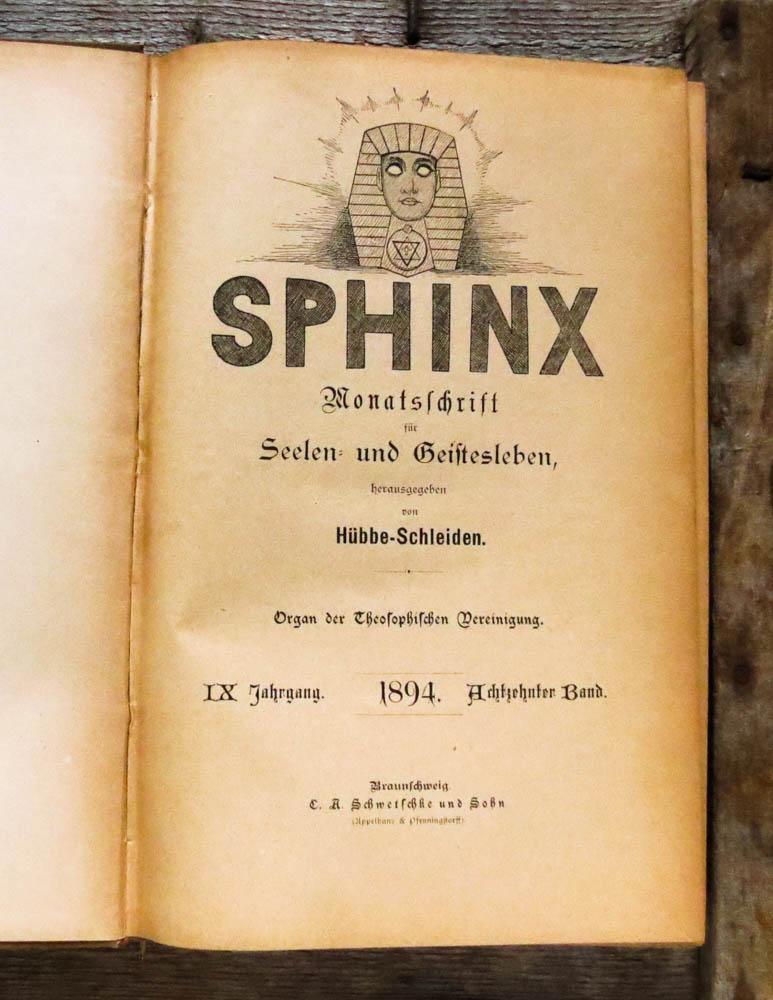 SPHINX
Monatsschrift
für
Seelen- und Geistesleben,
herausgegeben
von
Hübbe-Schleiden.
Organ der Theosophischen Vereinigung.
IX Jahrgang. 1894. Achtzehnter Band.
Braunschweig
C. A. Schwetschke und Sohn
(Appelhans & Pfenningstorff)